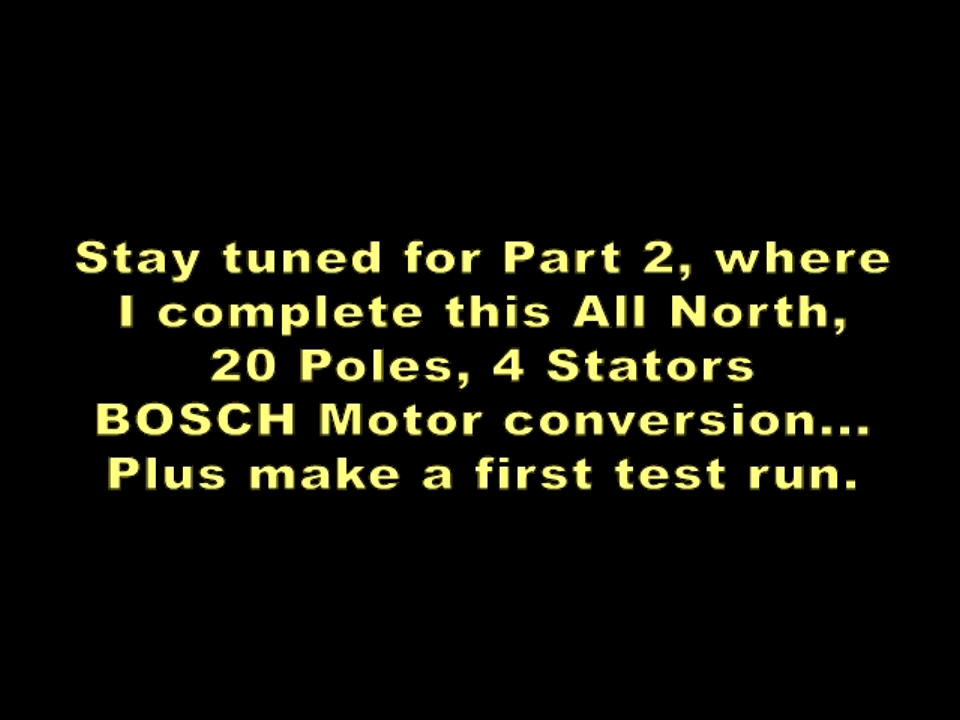 Stay tuned for Part 2, where
I complete this All North,
20 Poles, 4 Stators
BOSCH Motor conversion...
Plus make a first test run.